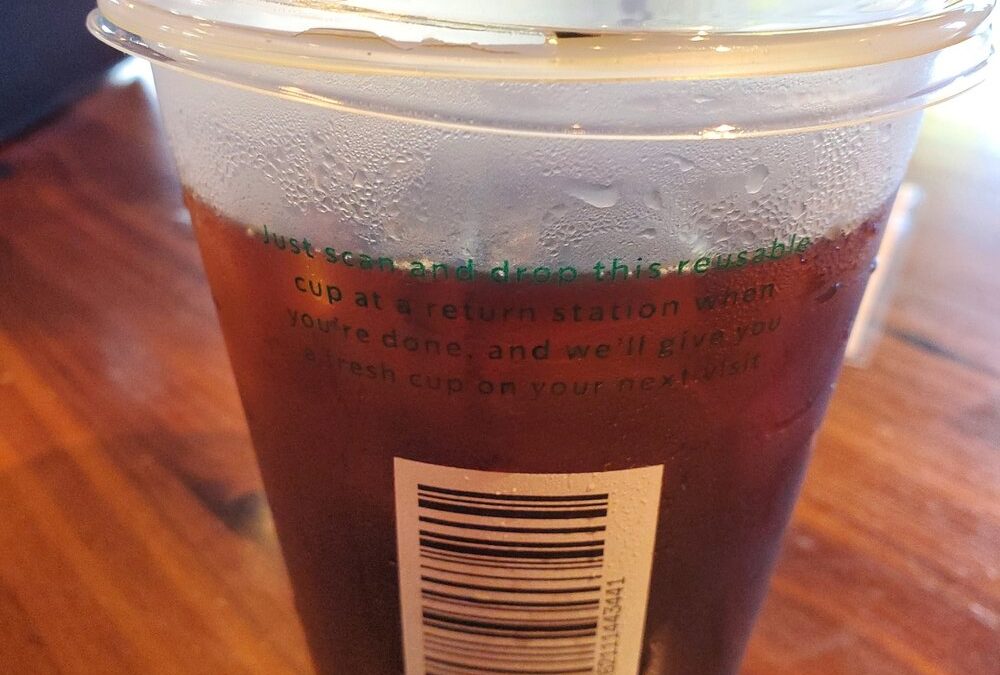 Just scan and drop this reusable
cup at a return station when
you're done, and we'll give you
a fresh cup on your next visit